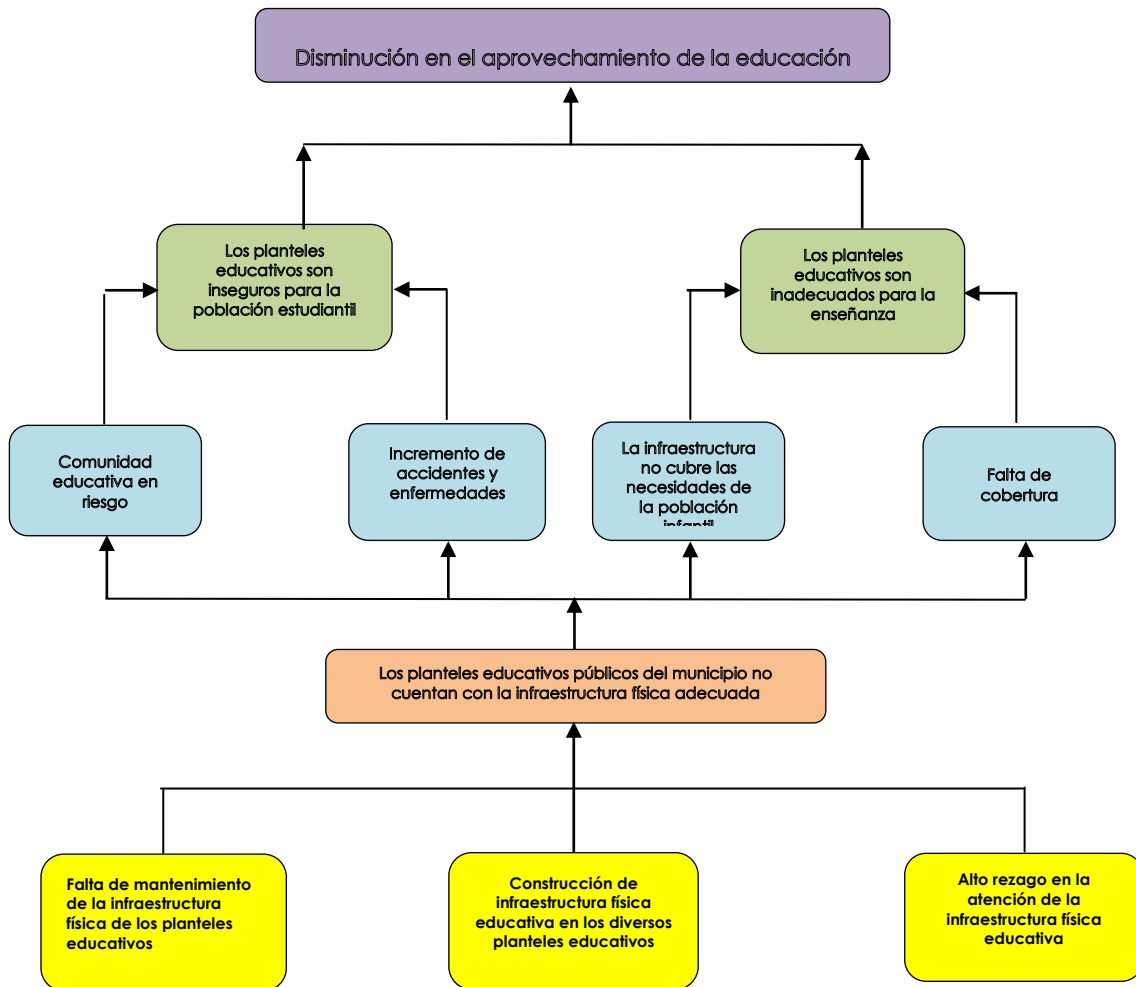 Disminución en el aprovechamiento de la educación
Los planteles
educativos son
inseguros para la
población estudiantil
Los planteles
educativos son
inadecuados para la
enseñanza
Comunidad
educativa en
riesgo
Incremento de
accidentes y
enfermedades
La infraestructura
no cubre las
necesidades de
la población
infantil
Falta de
cobertura
Los planteles educativos públicos del municipio no
cuentan con la infraestructura física adecuada
Falta de mantenimiento
de la infraestructura
física de los planteles
educativos
Construcción de
infraestructura física
educativa en los diversos
planteles educativos
Alto rezago en la
atención de la
infraestructura física
educativa